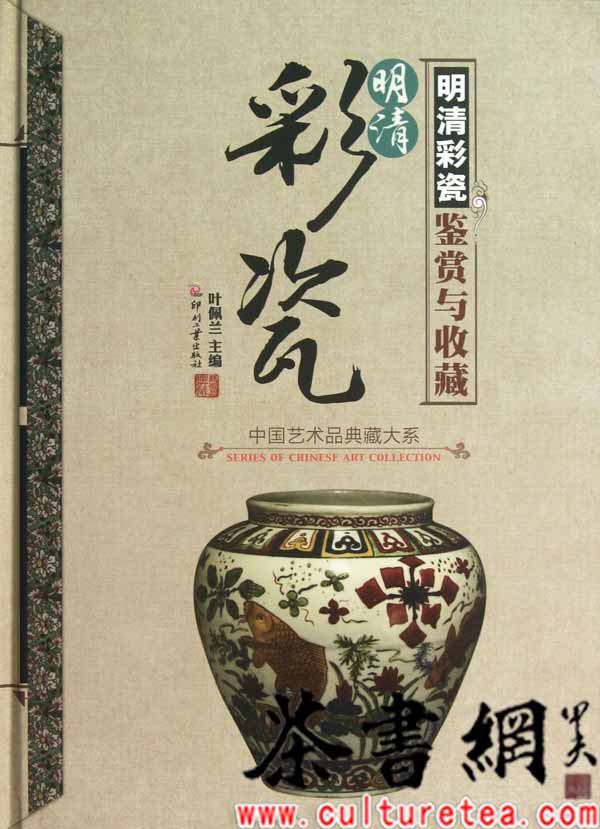 明清彩瓷鉴赏与收藏
明清
彩瓷
叶佩兰 主编
印刷工业出版社
中国艺术品典藏大系
SERIES OF CHINESE ART COLLECTION
茶書網
www.culturetea.com